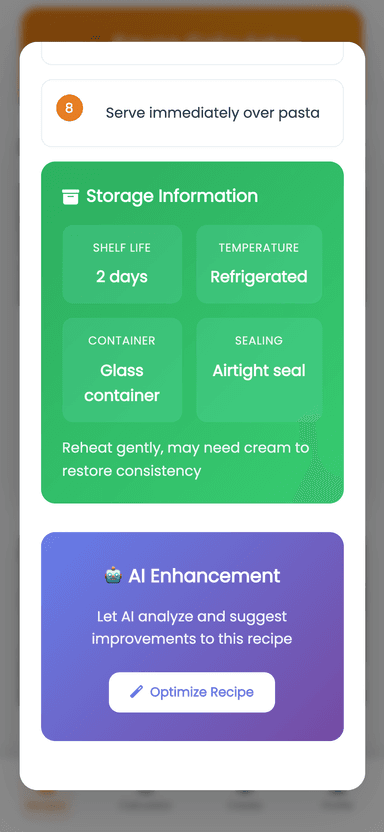 8
Serve immediately over pasta
Storage Information
SHELF LIFE
2 days
TEMPERATURE
Refrigerated
CONTAINER
Glass
container
SEALING
Airtight seal
Reheat gently, may need cream to
restore consistency
AI Enhancement
Let AI analyze and suggest
improvements to this recipe
Optimize Recipe